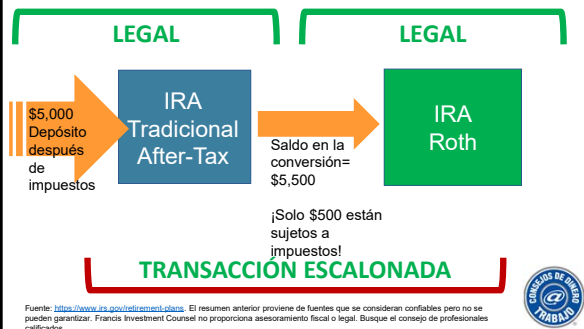 LEGAL
LEGAL
$5,000
Depósito
después
de
impuestos
IRA
Tradicional
After-Tax
Saldo en la
conversión=
$5,500
¡Solo $500 están
sujetos a
impuestos!
IRA
Roth
TRANSACCIÓN ESCALONADA
Fuente: https://www.irs.gov/retirement-plans. El resumen anterior proviene de fuentes que se consideran confiables pero no se
pueden garantizar. Francis Investment Counsel no proporciona asesoramiento fiscal o legal. Busque el consejo de profesionales
calificados.
CONSEJOS DE DINERO
@
TRABAJO